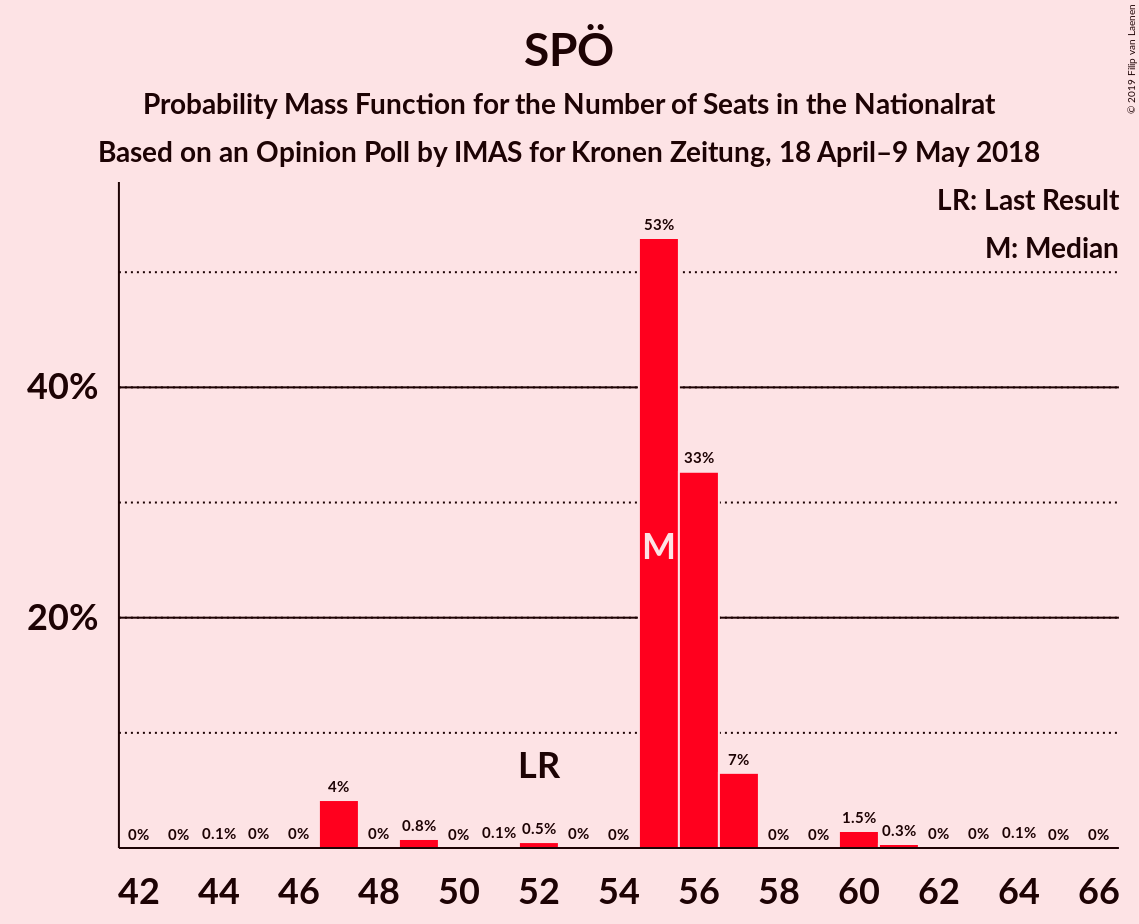 SPÖ
Probability Mass Function for the Number of Seats in the Nationalrat
Based on an Opinion Poll by IMAS for Kronen Zeitung, 18 April–9 May 2018
© 2019 Filip van Laenen
LR: Last Result
M: Median
40%
20%
0% 0% 0.1% 0% 0% 4% 0% 0.8% 0% 0.1% 0.5% 0% 0% 53% 33% 7% 0% 0% 1.5% 0.3% 0% 0% 0.1% 0% 0%
LR
M
42 44 46 48 50 52 54 56 58 60 62 64 66